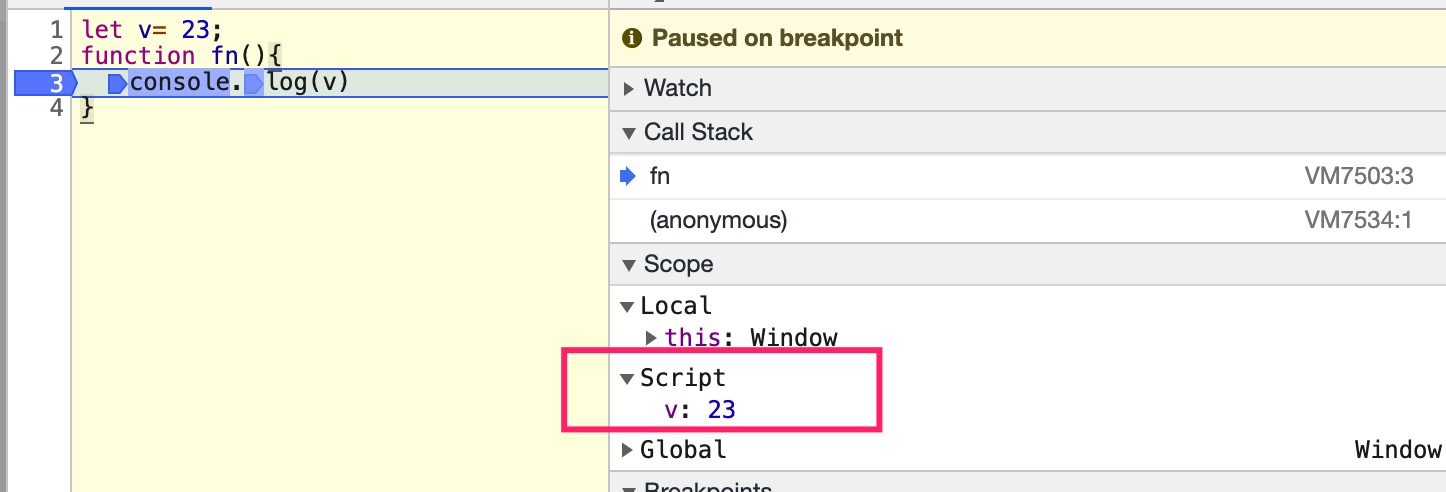 1 let v= 23;
2 function fn(){
3 console.log(v)
4 }
Paused on breakpoint
Watch
Call Stack
fn VM7503:3
(anonymous) VM7534:1
Scope
Local
this: Window
Script
v: 23
Global Window
Breakpoints